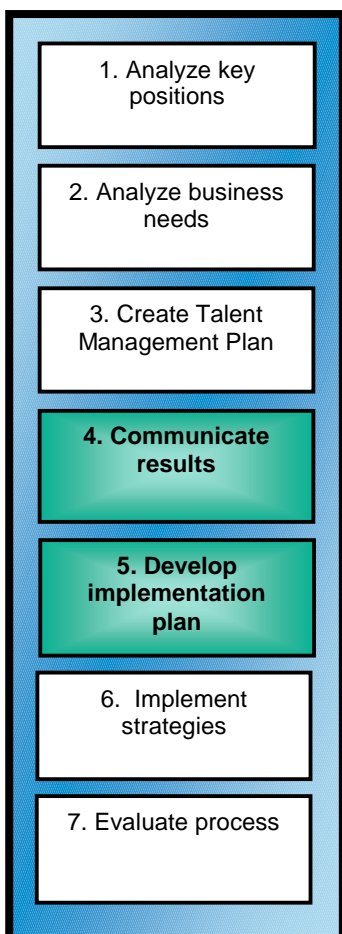 1. Analyze key
positions
2. Analyze business
needs
3. Create Talent
Management Plan
4. Communicate
results
5. Develop
implementation
plan
6. Implement
strategies
7. Evaluate process